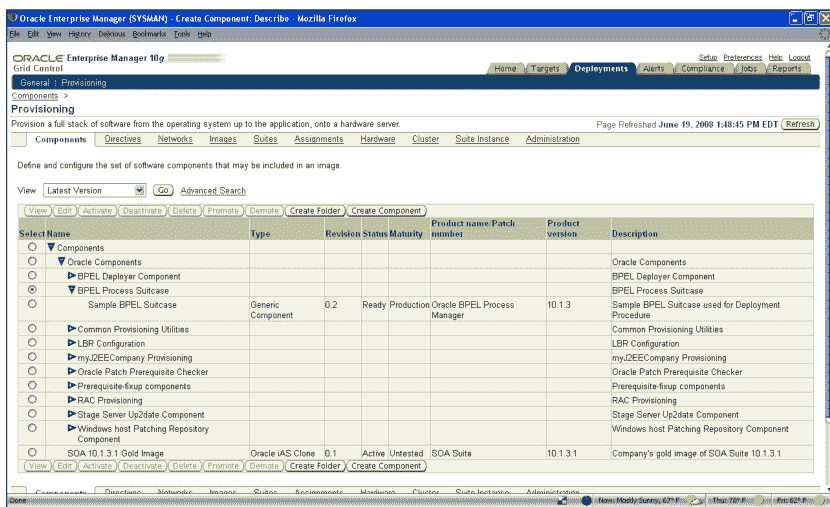 Oracle Enterprise Manager (SYSMAN) - Create Component: Describe - Mozilla Firefox
File Edit View History Delicious Bookmarks Tools Help
ORACLE Enterprise Manager 10g
Grid Control
Setup Preferences Help Logout
Home Targets Deployments Alerts Compliance Jobs Reports
General | Provisioning
Components >
Provisioning
Provision a full stack of software from the operating system up to the application, onto a hardware server.
Page Refreshed June 19, 2008 1:48:45 PM EDT Refresh
Components Directives Networks Images Suites Assignments Hardware Cluster Suite Instance Administration
Define and configure the set of software components that may be included in an image.
View Latest Version Go Advanced Search
View Edit Activate Deactivate Delete Promote Demote Create Folder Create Component
Select Name Type Revision Status Maturity Product name/Patch number Product version Description
Components
Oracle Components Oracle Components
BPEL Deployer Component BPEL Deployer Component
BPEL Process Suitcase BPEL Process Suitcase
Sample BPEL Suitcase Generic Component 0.2 Ready Production Oracle BPEL Process Manager 10.1.3 Sample BPEL Suitcase used for Deployment Procedure
Common Provisioning Utilities Common Provisioning Utilities
LBR Configuration LBR Configuration
myJ2EECompany Provisioning myJ2EECompany Provisioning
Oracle Patch Prerequisite Checker Oracle Patch Prerequisite Checker
Prerequisite-fixup components Prerequisite-fixup components
RAC Provisioning RAC Provisioning
Stage Server Up2date Component Stage Server Up2date Component
Windows host Patching Repository Component Windows host Patching Repository Component
SOA 10.1.3.1 Gold Image Oracle iAS Clone 0.1 Active Untested SOA Suite 10.1.3.1 Company's gold image of SOA Suite 10.1.3.1
View Edit Activate Deactivate Delete Promote Demote Create Folder Create Component
Components Directives Networks Images Suites Assignments Hardware Cluster Suite Instance Administration
Done
Now: Mostly Sunny, 67° F Thu: 78° F Fri: 82° F